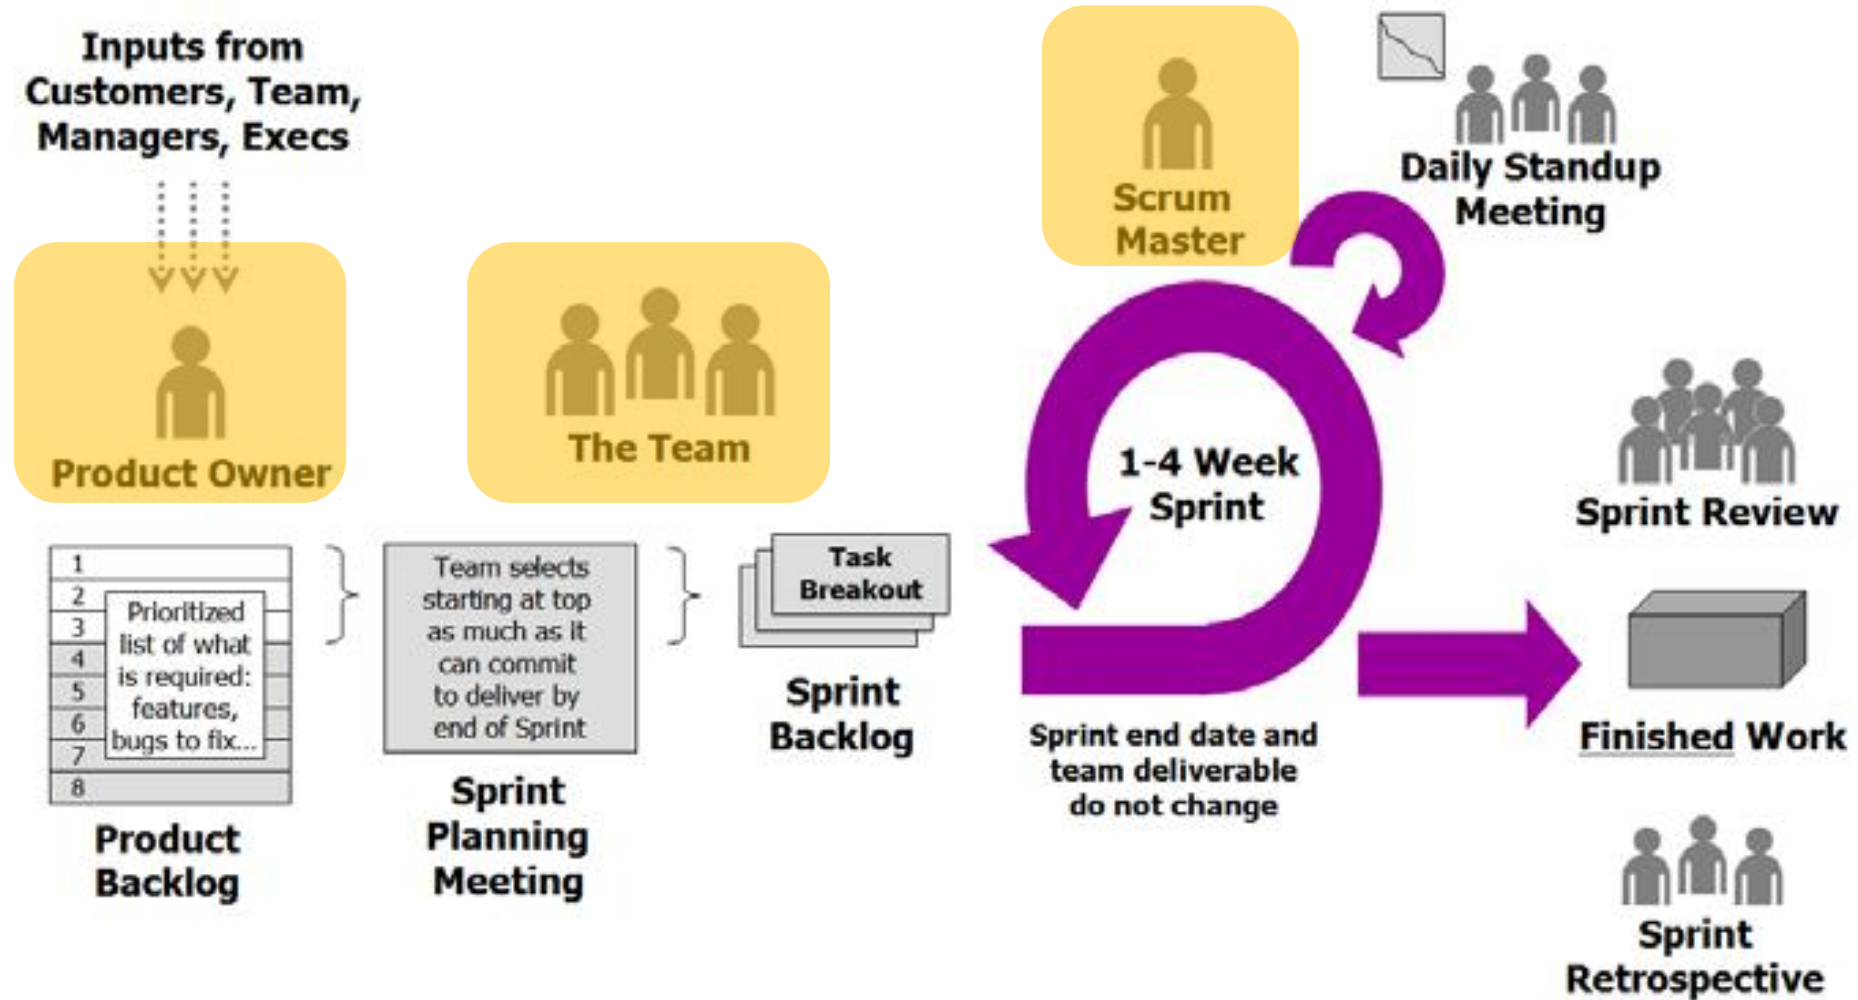 Inputs from
Customers, Team,
Managers, Execs
Product Owner
The Team
Scrum
Master
Daily Standup
Meeting
1
2
3
4
5
6
7
8
Prioritized
list of what
is required:
features,
bugs to fix...
Product
Backlog
Team selects
starting at top
as much as it
can commit
to deliver by
end of Sprint
Sprint
Planning
Meeting
Task
Breakout
Sprint
Backlog
1-4 Week
Sprint
Sprint end date and
team deliverable
do not change
Sprint Review
Finished Work
Sprint
Retrospective